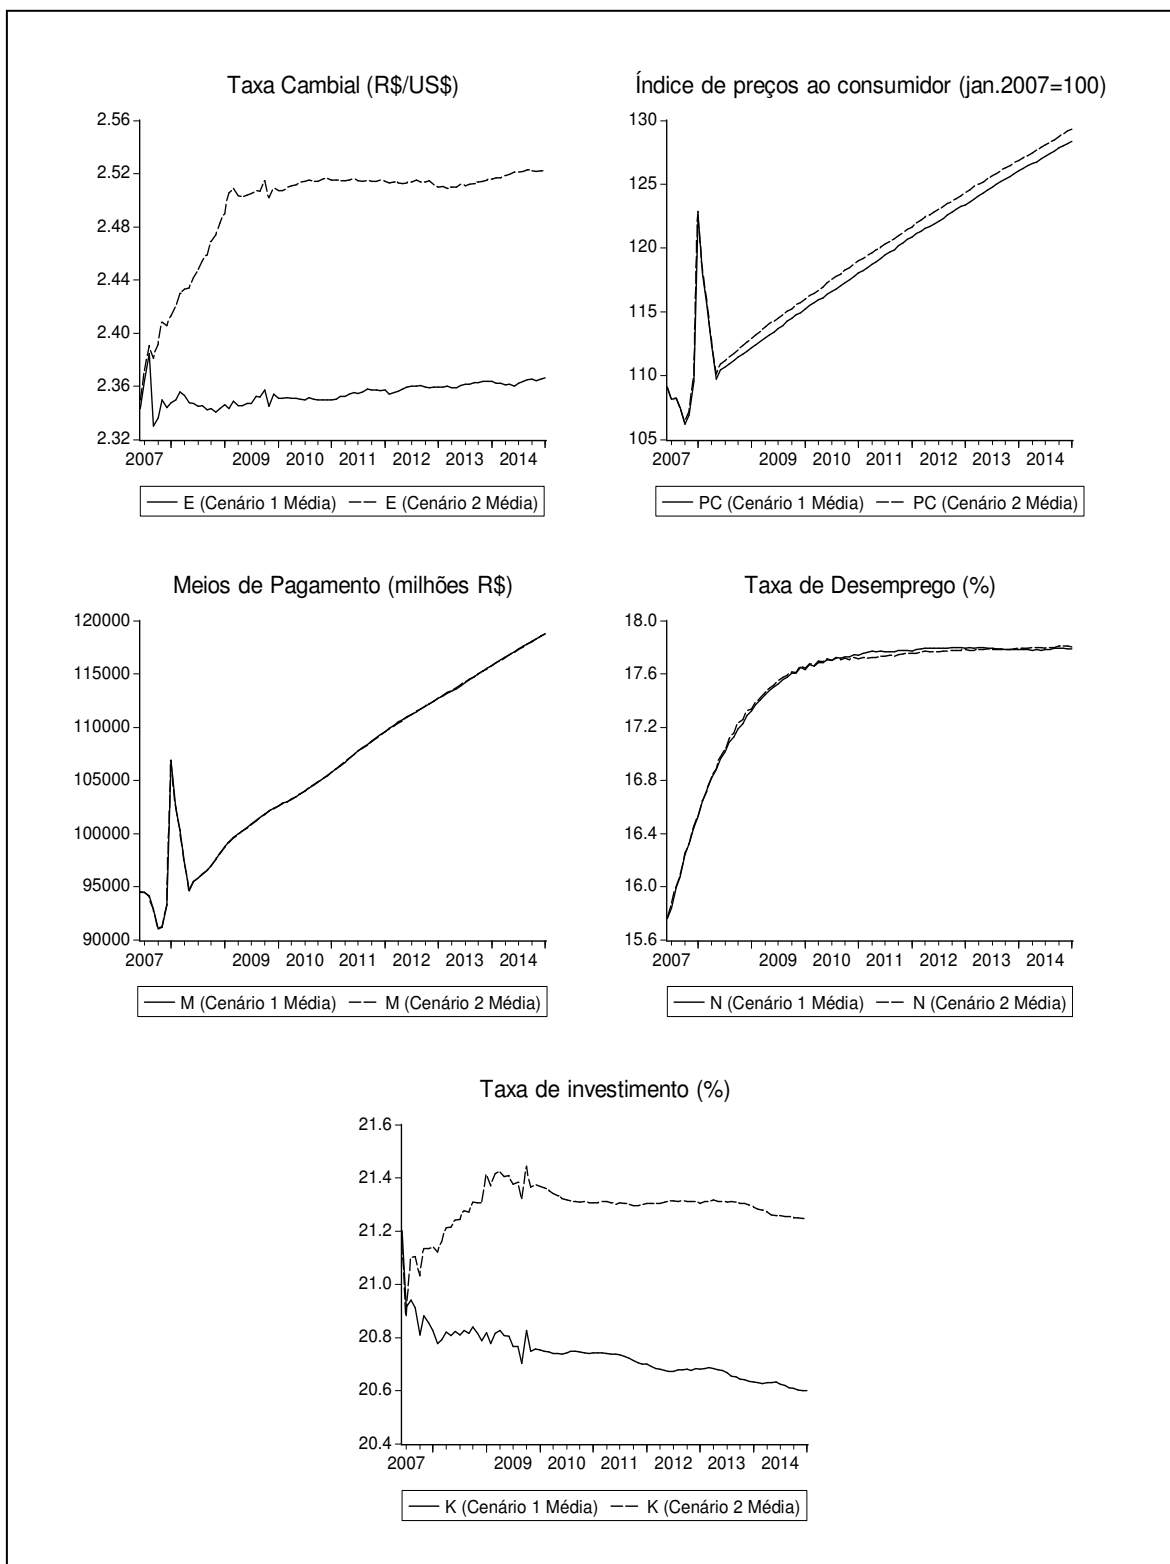 Taxa Cambial (R$/US$)
2.56
2.52
2.48
2.44
2.40
2.36
2.32
2007 2009 2010 2011 2012 2013 2014
E (Cenário 1 Média) E (Cenário 2 Média)
Índice de preços ao consumidor (jan.2007=100)
130
125
120
115
110
105
2007 2009 2010 2011 2012 2013 2014
PC (Cenário 1 Média) PC (Cenário 2 Média)
Meios de Pagamento (milhões R$)
120000
115000
110000
105000
100000
95000
90000
2007 2009 2010 2011 2012 2013 2014
M (Cenário 1 Média) M (Cenário 2 Média)
Taxa de Desemprego (%)
18.0
17.6
17.2
16.8
16.4
16.0
15.6
2007 2009 2010 2011 2012 2013 2014
N (Cenário 1 Média) N (Cenário 2 Média)
Taxa de investimento (%)
21.6
21.4
21.2
21.0
20.8
20.6
20.4
2007 2009 2010 2011 2012 2013 2014
K (Cenário 1 Média) K (Cenário 2 Média)